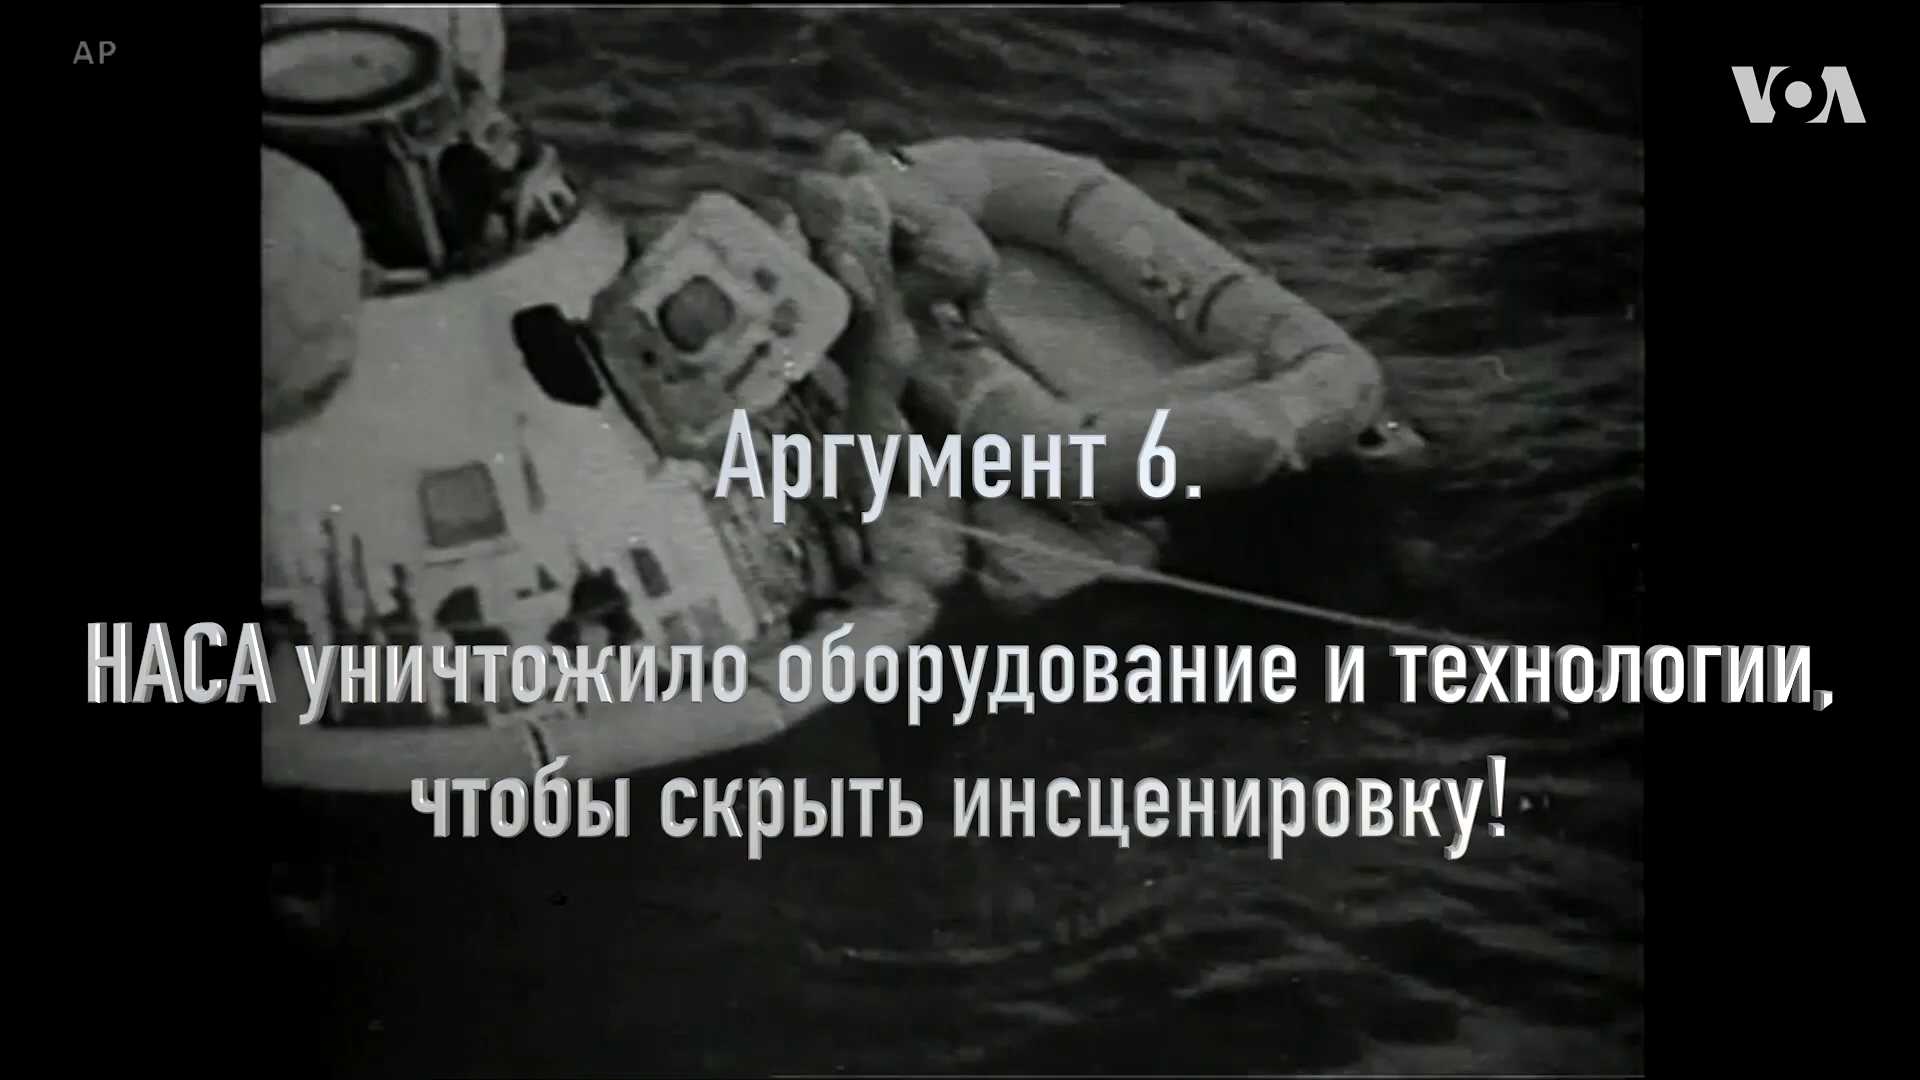 AP
VOA
Аргумент 6.
НАСА уничтожило оборудование и технологии,
чтобы скрыть инсценировку!